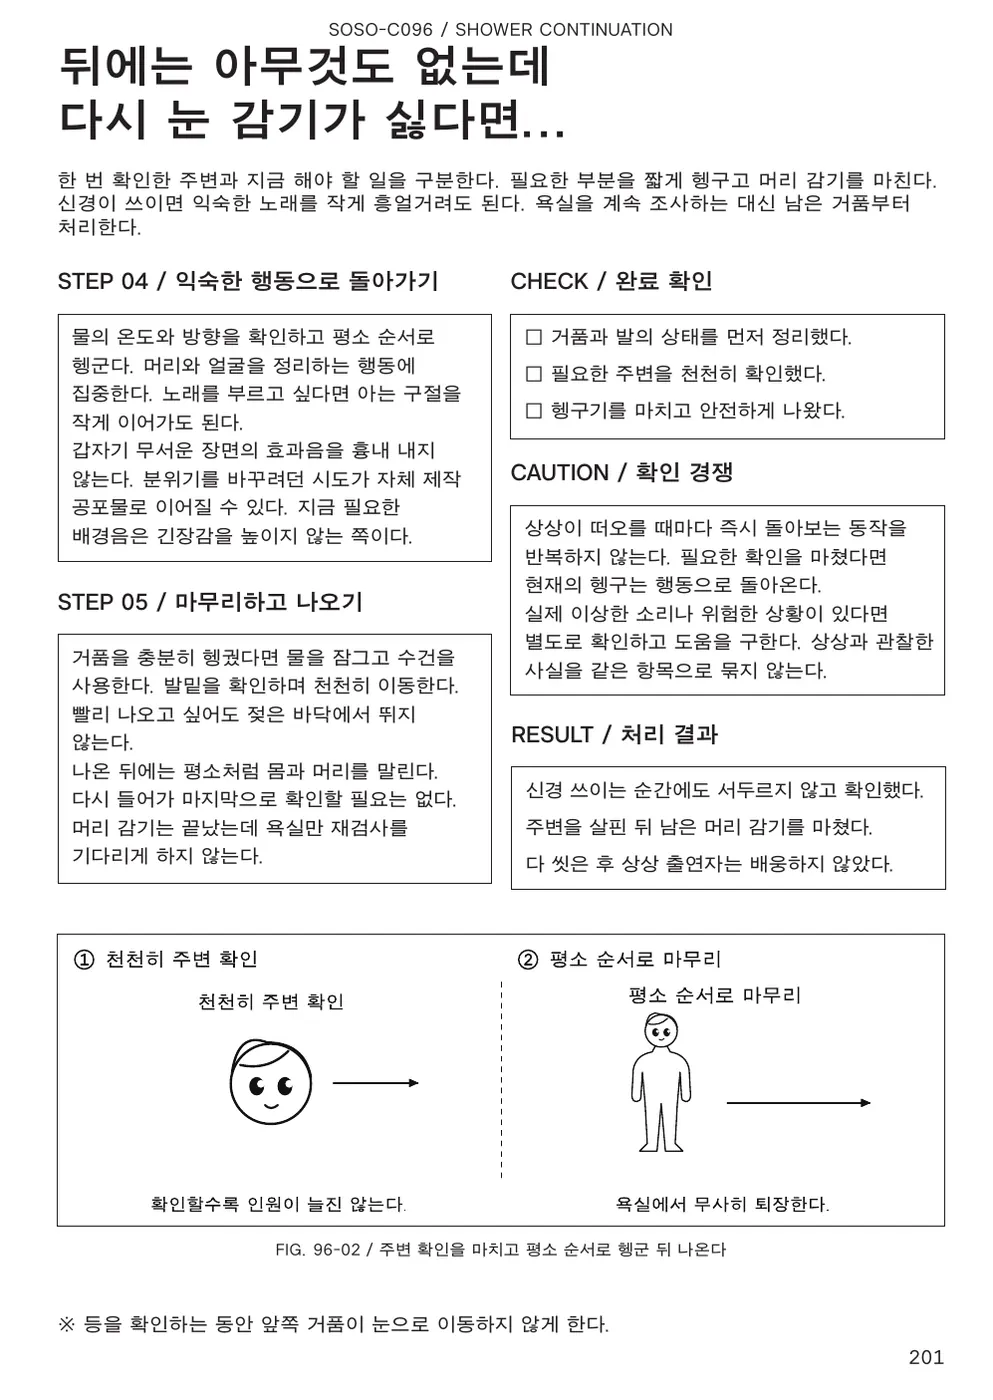 SOSO-C096 / SHOWER CONTINUATION
뒤에는 아무것도 없는데
다시 눈 감기가 싫다면...
한 번 확인한 주변과 지금 해야 할 일을 구분한다. 필요한 부분을 짧게 헹구고 머리 감기를 마친다.
신경이 쓰이면 익숙한 노래를 작게 흥얼거려도 된다. 욕실을 계속 조사하는 대신 남은 거품부터
처리한다.
STEP 04 / 익숙한 행동으로 돌아가기
물의 온도와 방향을 확인하고 평소 순서로
헹군다. 머리와 얼굴을 정리하는 행동에
집중한다. 노래를 부르고 싶다면 아는 구절을
작게 이어가도 된다.
갑자기 무서운 장면의 효과음을 흉내 내지
않는다. 분위기를 바꾸려던 시도가 자체 제작
공포물로 이어질 수 있다. 지금 필요한
배경음은 긴장감을 높이지 않는 쪽이다.
STEP 05 / 마무리하고 나오기
거품을 충분히 헹궜다면 물을 잠그고 수건을
사용한다. 발밑을 확인하며 천천히 이동한다.
빨리 나오고 싶어도 젖은 바닥에서 뛰지
않는다.
나온 뒤에는 평소처럼 몸과 머리를 말린다.
다시 들어가 마지막으로 확인할 필요는 없다.
머리 감기는 끝났는데 욕실만 재검사를
기다리게 하지 않는다.
CHECK / 완료 확인
□ 거품과 발의 상태를 먼저 정리했다.
□ 필요한 주변을 천천히 확인했다.
□ 헹구기를 마치고 안전하게 나왔다.
CAUTION / 확인 경쟁
상상이 떠오를 때마다 즉시 돌아보는 동작을
반복하지 않는다. 필요한 확인을 마쳤다면
현재의 헹구는 행동으로 돌아온다.
실제 이상한 소리나 위험한 상황이 있다면
별도로 확인하고 도움을 구한다. 상상과 관찰한
사실을 같은 항목으로 묶지 않는다.
RESULT / 처리 결과
신경 쓰이는 순간에도 서두르지 않고 확인했다.
주변을 살핀 뒤 남은 머리 감기를 마쳤다.
다 씻은 후 상상 출연자는 배웅하지 않았다.
① 천천히 주변 확인
천천히 주변 확인
확인할수록 인원이 늘진 않는다.
② 평소 순서로 마무리
평소 순서로 마무리
욕실에서 무사히 퇴장한다.
FIG. 96-02 / 주변 확인을 마치고 평소 순서로 헹군 뒤 나온다
※ 등을 확인하는 동안 앞쪽 거품이 눈으로 이동하지 않게 한다.
201